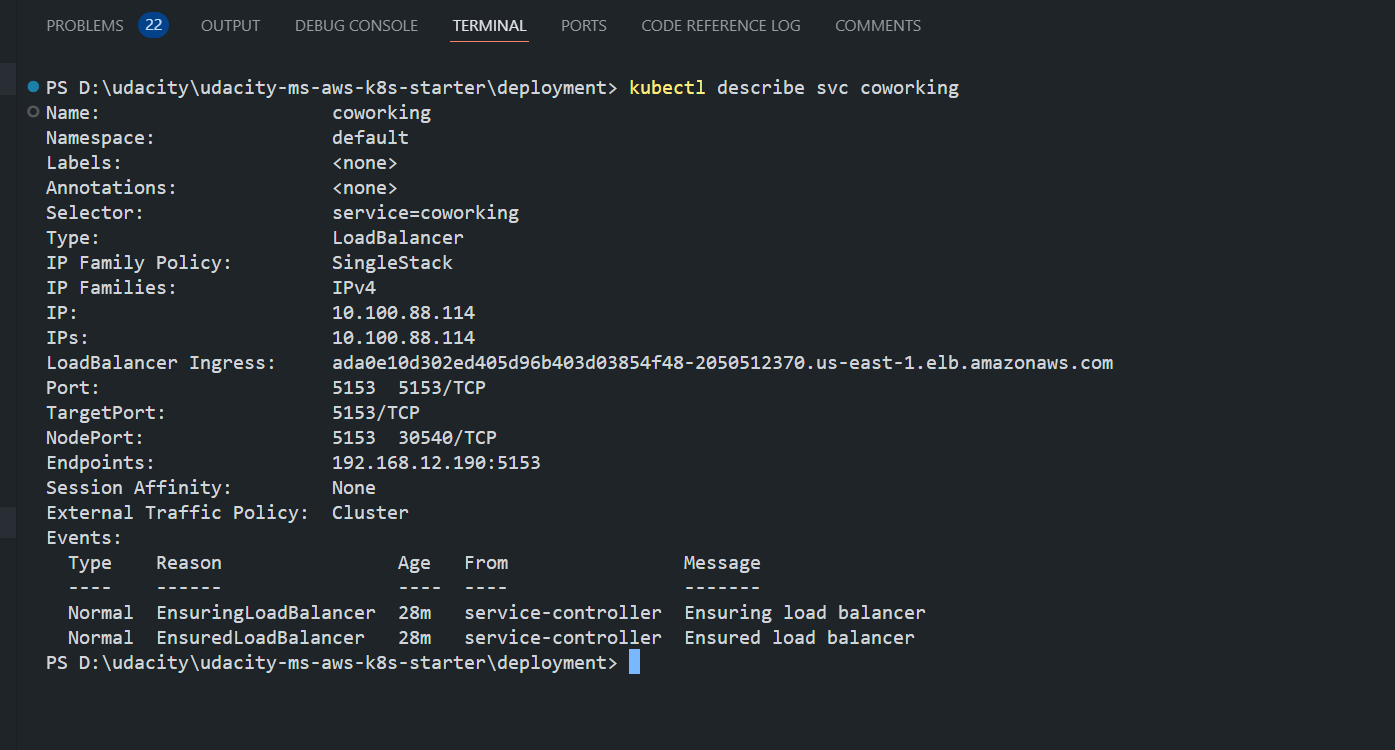 PROBLEMS 22 OUTPUT DEBUG CONSOLE TERMINAL PORTS CODE REFERENCE LOG COMMENTS
PS D:\udacity\udacity-ms-aws-k8s-starter\deployment> kubectl describe svc coworking
Name:                     coworking
Namespace:                default
Labels:                   <none>
Annotations:              <none>
Selector:                 service=coworking
Type:                     LoadBalancer
IP Family Policy:         SingleStack
IP Families:              IPv4
IP:                       10.100.88.114
IPs:                      10.100.88.114
LoadBalancer Ingress:     ada0e10d302ed405d96b403d03854f48-2050512370.us-east-1.elb.amazonaws.com
Port:                     5153  5153/TCP
TargetPort:               5153/TCP
NodePort:                 5153  30540/TCP
Endpoints:                192.168.12.190:5153
Session Affinity:         None
External Traffic Policy:  Cluster
Events:
  Type    Reason                Age   From                Message
  ----    ------                ----  ----                -------
  Normal  EnsuringLoadBalancer  28m   service-controller  Ensuring load balancer
  Normal  EnsuredLoadBalancer   28m   service-controller  Ensured load balancer
PS D:\udacity\udacity-ms-aws-k8s-starter\deployment>